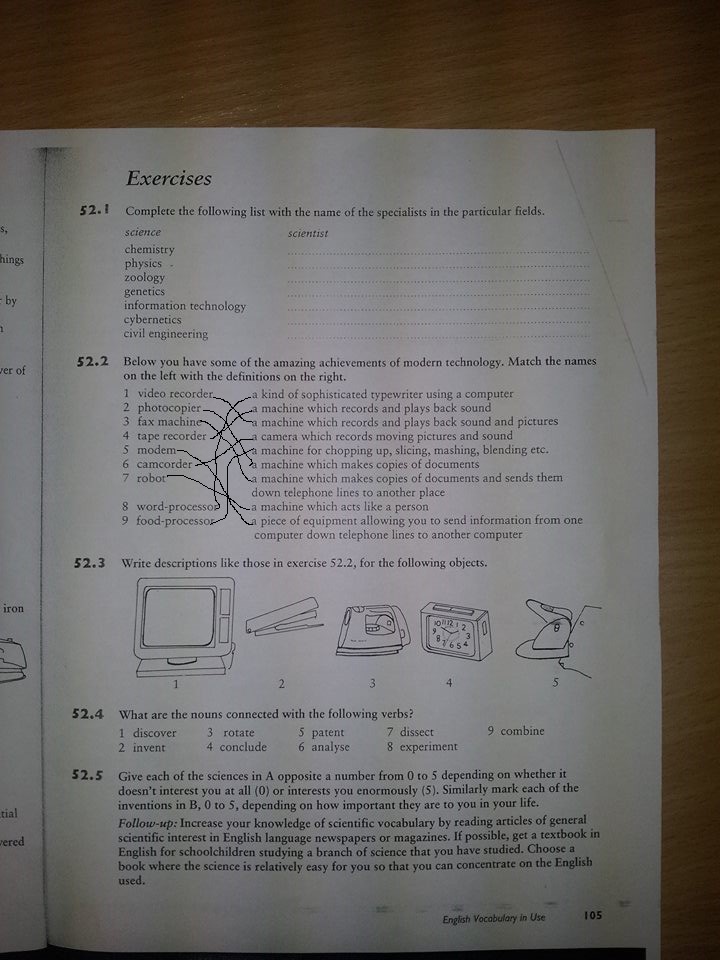 Exercises
52.1 Complete the following list with the name of the specialists in the particular fields.
science scientist
chemistry
physics
zoology
genetics
information technology
cybernetics
civil engineering
52.2 Below you have some of the amazing achievements of modern technology. Match the names
on the left with the definitions on the right.
1 video recorder a kind of sophisticated typewriter using a computer
2 photocopier a machine which records and plays back sound
3 fax machine a machine which records and plays back sound and pictures
4 tape recorder a camera which records moving pictures and sound
5 modem a machine for chopping up, slicing, mashing, blending etc.
6 camcorder a machine which makes copies of documents
7 robot a machine which makes copies of documents and sends them
down telephone lines to another place
8 word-processor a machine which acts like a person
9 food-processor a piece of equipment allowing you to send information from one
computer down telephone lines to another computer
52.3 Write descriptions like those in exercise 52.2, for the following objects.
1 2 3 4 5
52.4 What are the nouns connected with the following verbs?
1 discover 3 rotate 5 patent 7 dissect 9 combine
2 invent 4 conclude 6 analyse 8 experiment
52.5 Give each of the sciences in A opposite a number from 0 to 5 depending on whether it
doesn't interest you at all (0) or interests you enormously (5). Similarly mark each of the
inventions in B, 0 to 5, depending on how important they are to you in your life.
Follow-up: Increase your knowledge of scientific vocabulary by reading articles of general
scientific interest in English language newspapers or magazines. If possible, get a textbook in
English for schoolchildren studying a branch of science that you have studied. Choose a
book where the science is relatively easy for you so that you can concentrate on the English
used.
English Vocabulary in Use 105